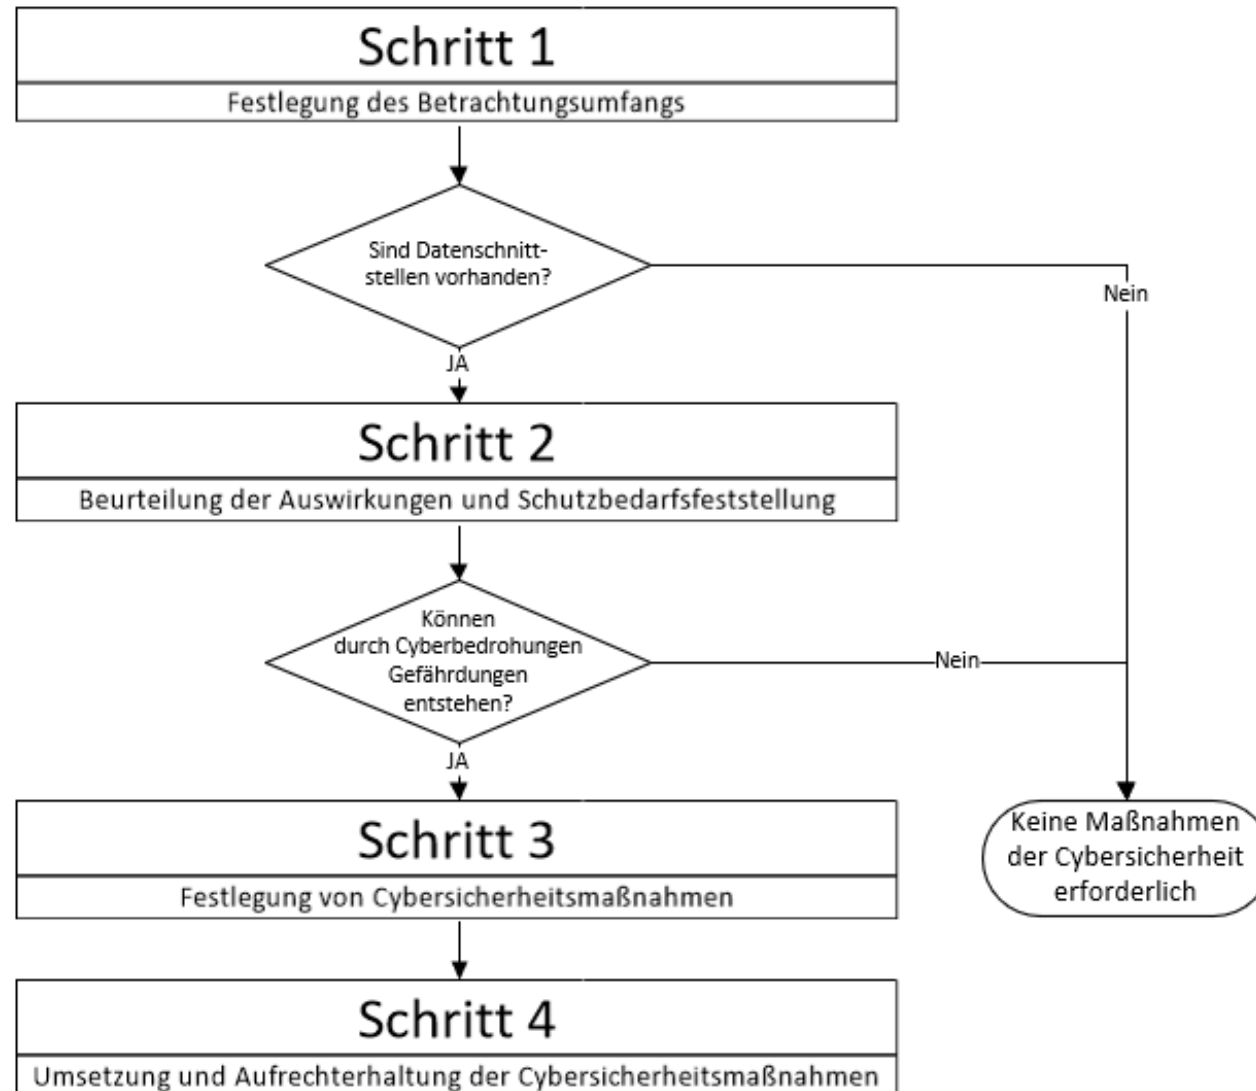 Schritt 1
Festlegung des Betrachtungsumfangs
Sind Datenschnitt-
stellen vorhanden?
Nein
JA
Schritt 2
Beurteilung der Auswirkungen und Schutzbedarfsfeststellung
Können
durch Cyberbedrohungen
Gefährdungen
entstehen?
Nein
JA
Schritt 3
Festlegung von Cybersicherheitsmaßnahmen
Keine Maßnahmen
der Cybersicherheit
erforderlich
Schritt 4
Umsetzung und Aufrechterhaltung der Cybersicherheitsmaßnahmen